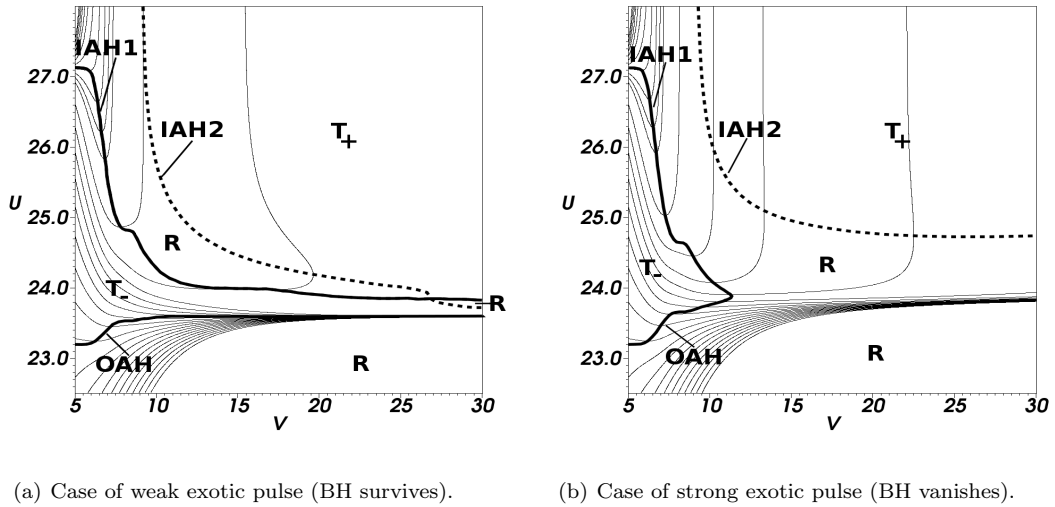 IAH1
27.0
26.0
U
25.0
24.0
23.0
IAH2
T+
R
T-
R
OAH
R
5
10
15
20
25
30
V
IAH1
27.0
26.0
U
25.0
24.0
23.0
IAH2
T+
R
T-
OAH
R
5
10
15
20
25
30
V
(a) Case of weak exotic pulse (BH survives).
(b) Case of strong exotic pulse (BH vanishes).